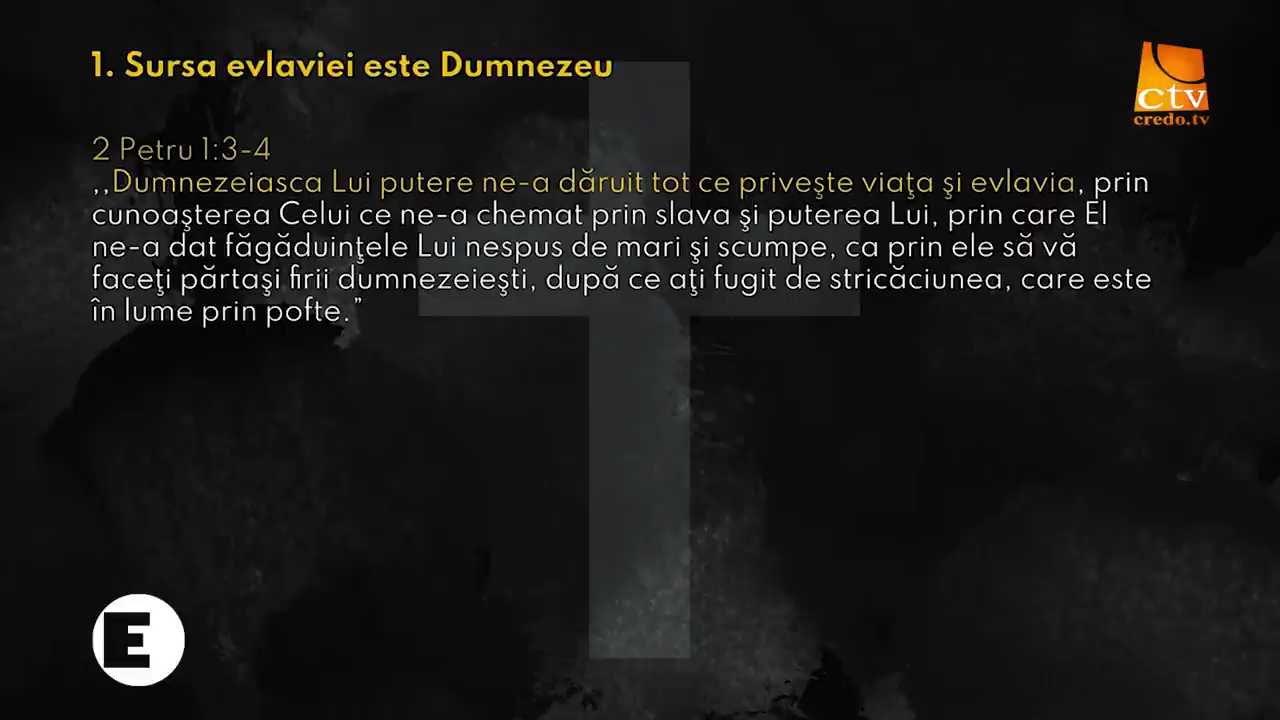 1. Sursa evlaviei este Dumnezeu
ctv
credo.tv
2 Petru 1:3-4
,,Dumnezeiasca Lui putere ne-a dăruit tot ce priveşte viaţa şi evlavia, prin
cunoaşterea Celui ce ne-a chemat prin slava şi puterea Lui, prin care El
ne-a dat făgăduinţele Lui nespus de mari şi scumpe, ca prin ele să vă
faceţi părtaşi firii dumnezeieşti, după ce aţi fugit de stricăciunea, care este
în lume prin pofte.”
E